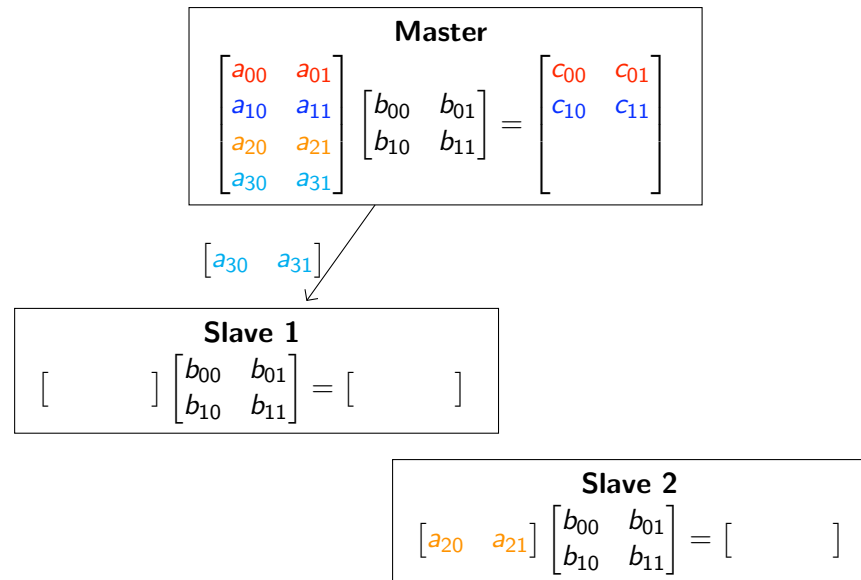 Master
[a00 a01] [c00 c01]
[a10 a11] [b00 b01] = [c10 c11]
[a20 a21] [b10 b11]
[a30 a31]
[a30 a31]
Slave 1
[ ] [b00 b01] = [ ]
[b10 b11]
Slave 2
[a20 a21] [b00 b01] = [ ]
[b10 b11]